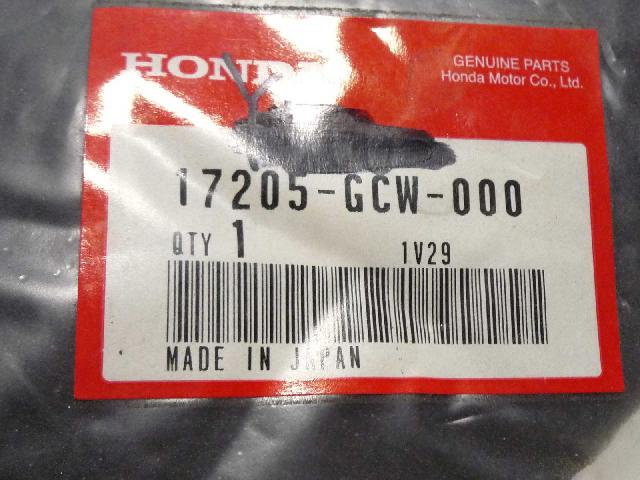 HONDA
GENUINE PARTS
Honda Motor Co., Ltd.
17205-GCW-000
QTY 1 1V29
MADE IN JAPAN